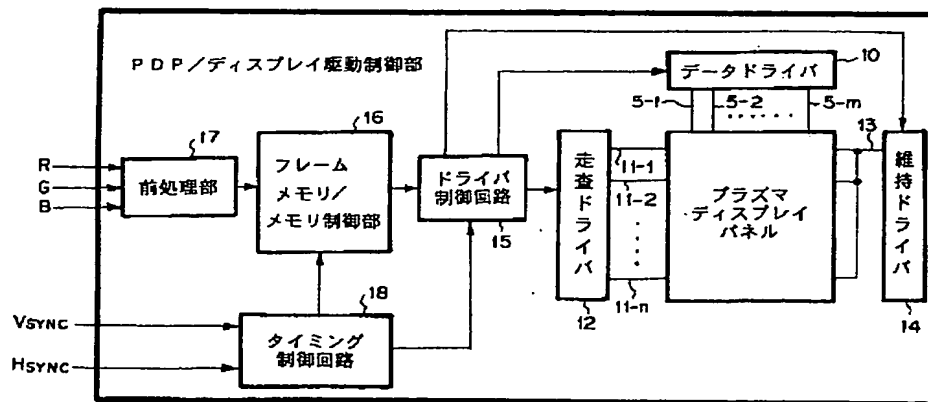 PDP/ディスプレイ駆動制御部
R
G
B
17
前処理部
16
フレーム
メモリ/
メモリ制御部
VSYNC
HSYNC
18
タイミング
制御回路
ドライバ
制御回路
15
10
データドライバ
5-1
5-2
5-m
走査ドライバ
12
11-1
11-2
11-n
プラズマ
ディスプレイ
パネル
13
維持ドライバ
14